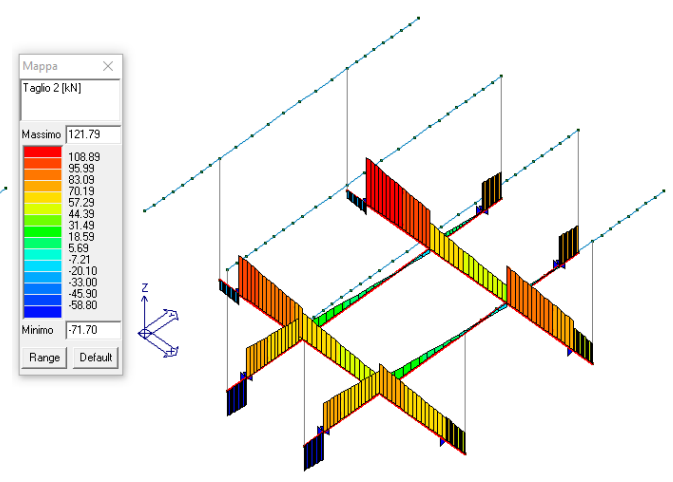 Mappa
Taglio 2 [kN]
Massimo 121.79
108.89
95.99
83.09
70.19
57.29
44.39
31.49
18.59
5.69
-7.21
-20.10
-33.00
-45.90
-58.80
Minimo -71.70
Range Default
Z